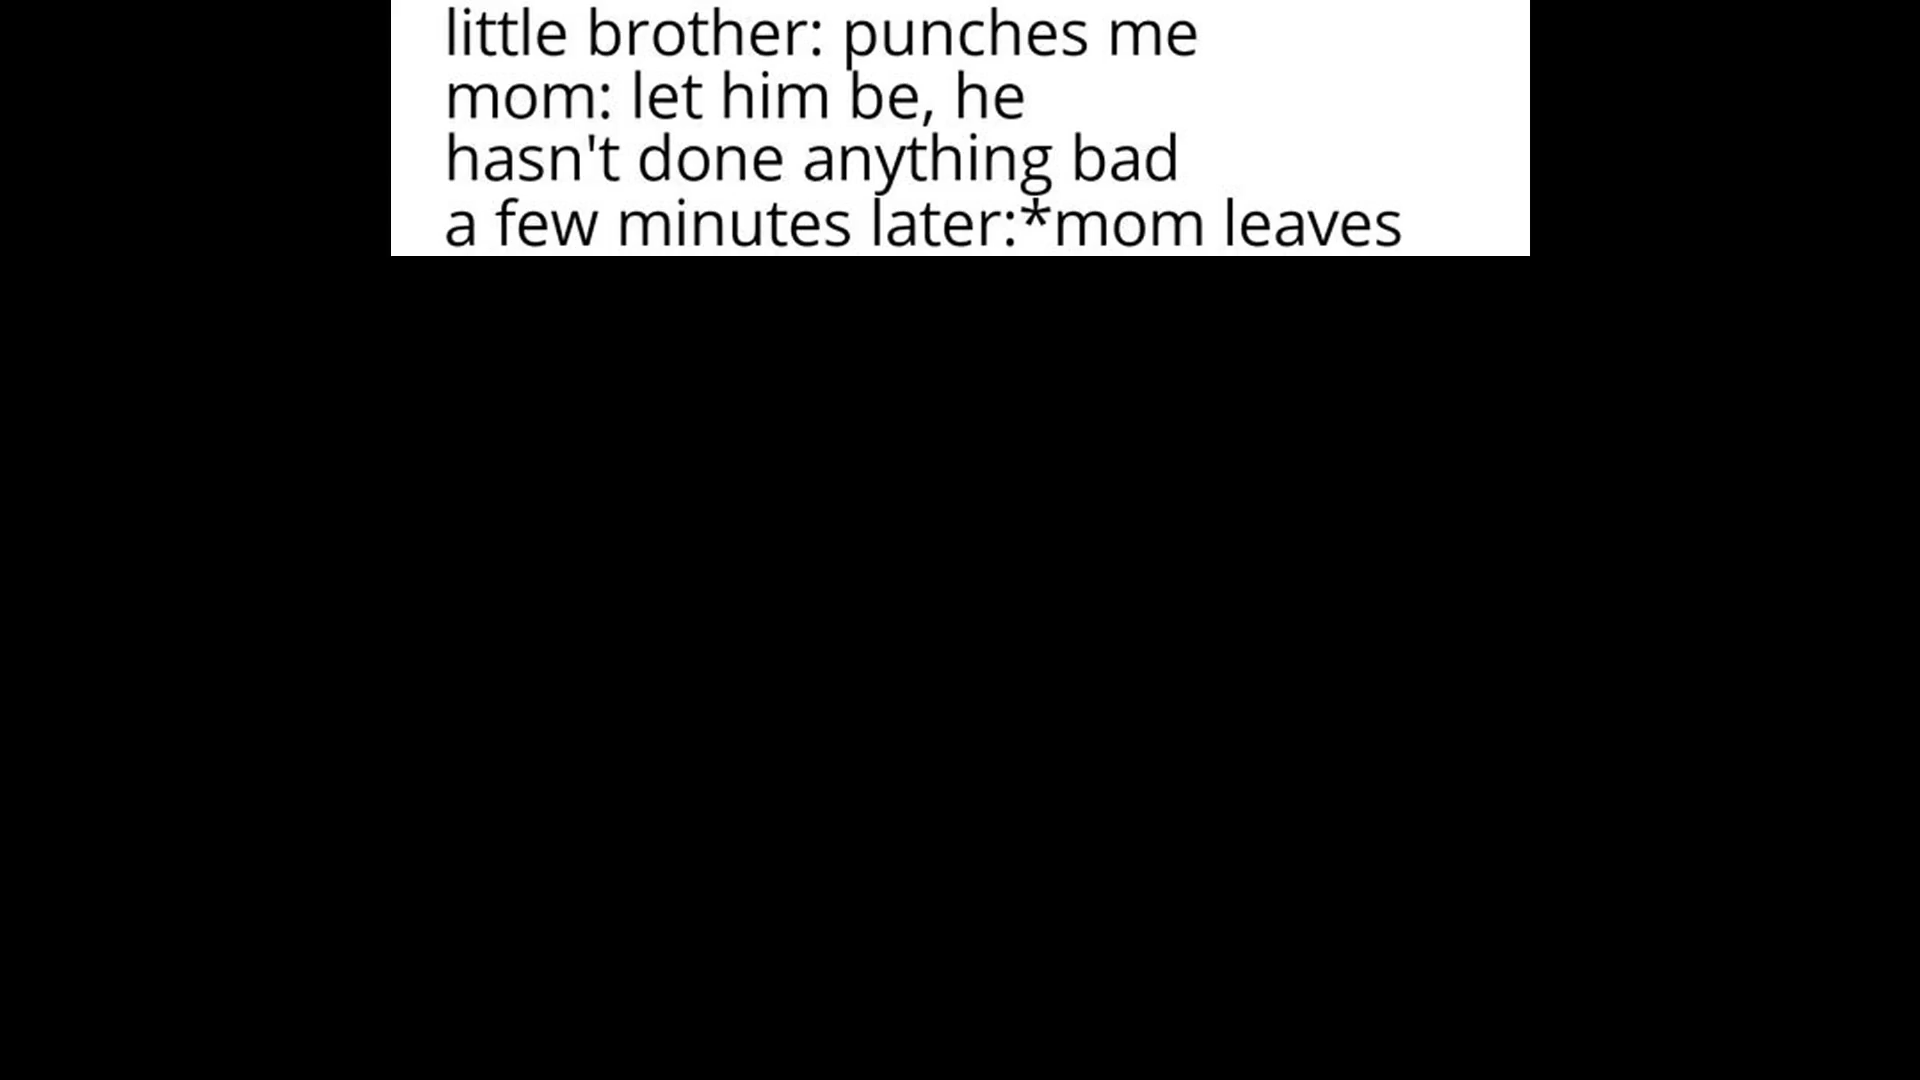 little brother: punches me
mom: let him be, he
hasn't done anything bad
a few minutes later:*mom leaves